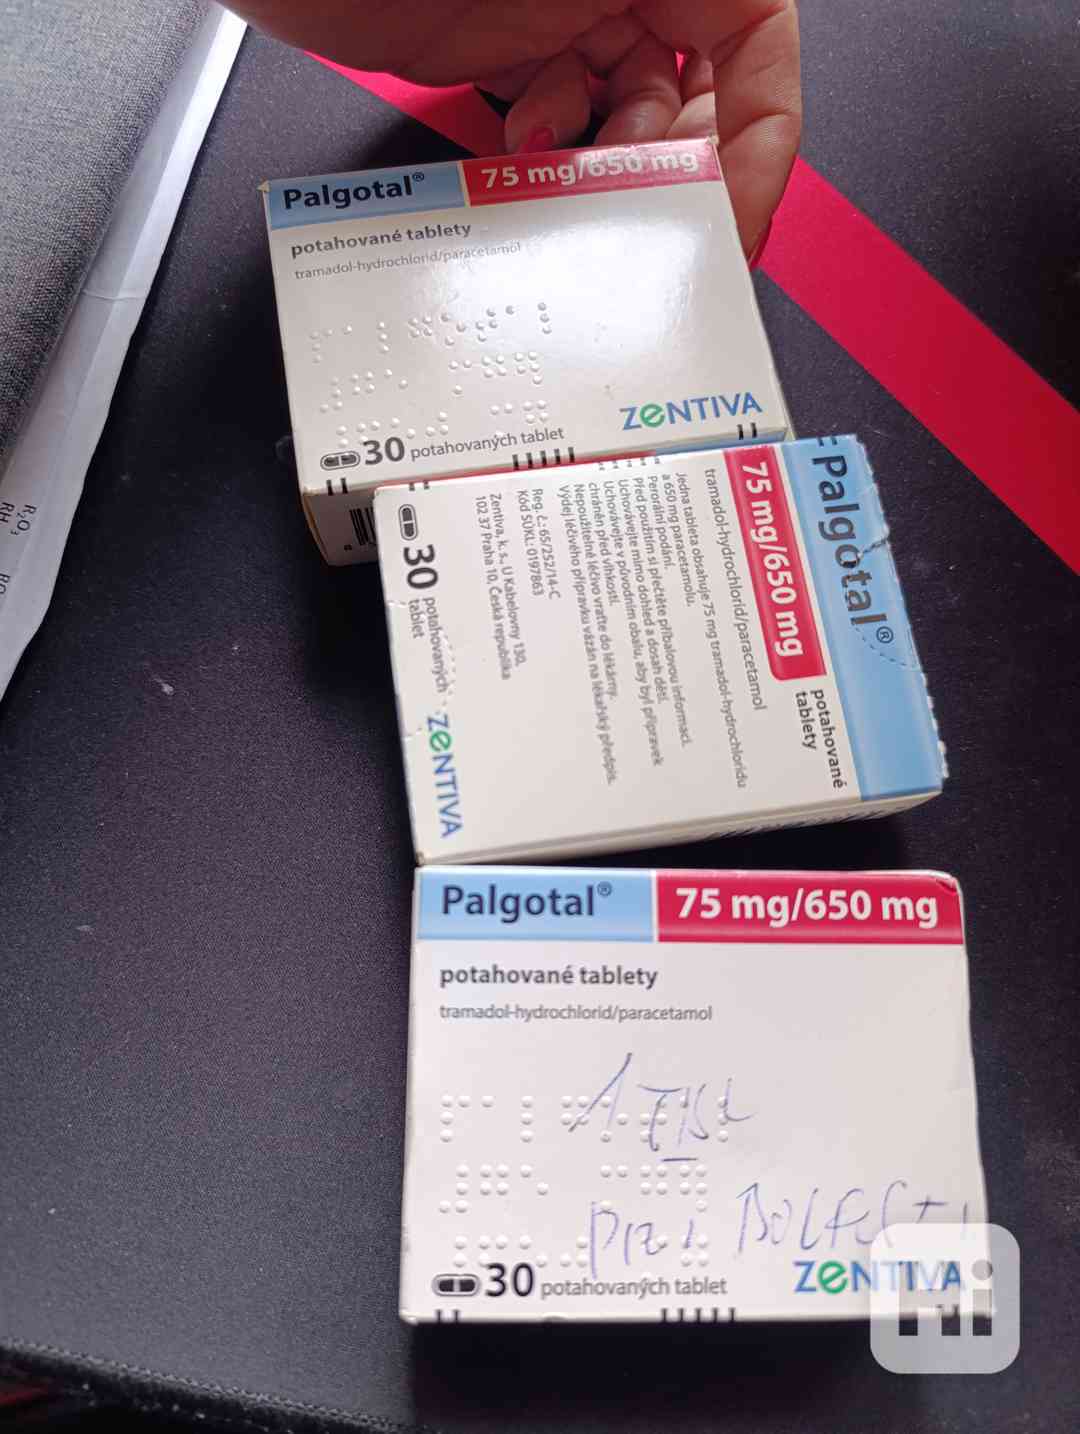 Palgotal® 75 mg/650 mg
potahované tablety
tramadol-hydrochlorid/paracetamol
30 potahovaných tablet
ZENTIVA
Palgotal®
potahované
tablety
75 mg/650 mg
tramadol-hydrochlorid/paracetamol
Jedna tableta obsahuje 75 mg tramadol-hydrochloridu
a 650 mg paracetamolu.
Perorální podání.
Před použitím si přečtěte příbalovou informaci.
Uchovávejte mimo dohled a dosah dětí.
Uchovávejte v původním obalu, aby byl přípravek
chráněn před vlhkostí.
Nepoužitelné léčivo vraťte do lékárny.
Výdej léčivého přípravku vázán na lékařský předpis.
Reg. č.: 65/252/14-C
Kód SÚKL: 0197863
Zentiva, k. s., U Kabelovny 130,
102 37 Praha 10, Česká republika
30 potahovaných
tablet
ZENTIVA
Palgotal® 75 mg/650 mg
potahované tablety
tramadol-hydrochlorid/paracetamol
1 TBL
PŘI BOLESTI
30 potahovaných tablet
ZENTIVA
Hi
R₂O₃